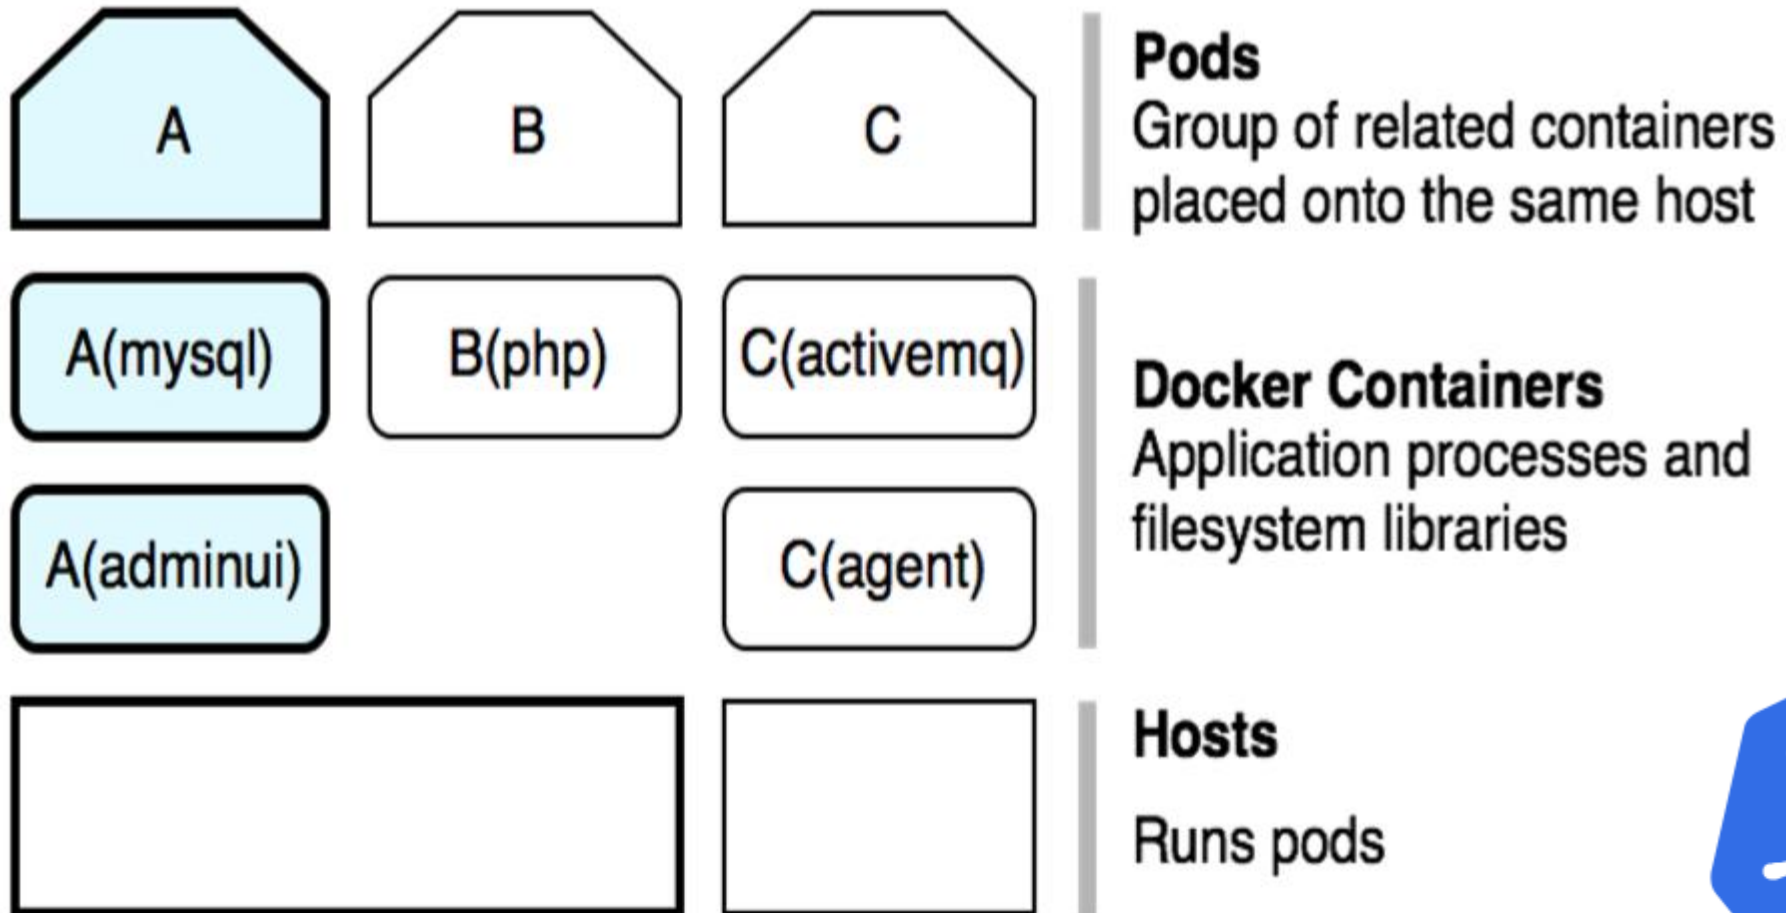 A
B
C
Pods
Group of related containers
placed onto the same host
A(mysql)
B(php)
C(activemq)
A(adminui)
C(agent)
Docker Containers
Application processes and
filesystem libraries
Hosts
Runs pods